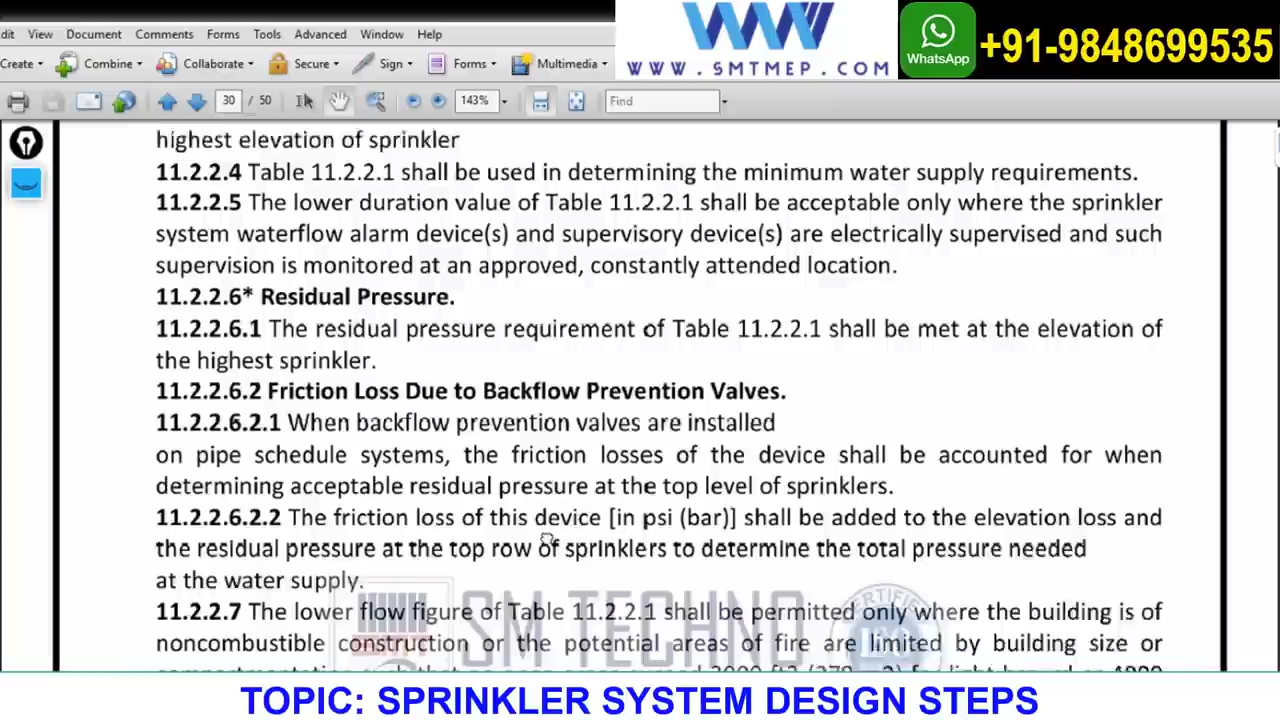 dit View Document Comments Forms Tools Advanced Window Help
WWW.SMTMEP.COM
WhatsApp
+91-9848699535
Create Combine Collaborate Secure Sign Forms Multimedia
30 / 50 143% Find
highest elevation of sprinkler
11.2.2.4 Table 11.2.2.1 shall be used in determining the minimum water supply requirements.
11.2.2.5 The lower duration value of Table 11.2.2.1 shall be acceptable only where the sprinkler
system waterflow alarm device(s) and supervisory device(s) are electrically supervised and such
supervision is monitored at an approved, constantly attended location.
11.2.2.6* Residual Pressure.
11.2.2.6.1 The residual pressure requirement of Table 11.2.2.1 shall be met at the elevation of
the highest sprinkler.
11.2.2.6.2 Friction Loss Due to Backflow Prevention Valves.
11.2.2.6.2.1 When backflow prevention valves are installed
on pipe schedule systems, the friction losses of the device shall be accounted for when
determining acceptable residual pressure at the top level of sprinklers.
11.2.2.6.2.2 The friction loss of this device [in psi (bar)] shall be added to the elevation loss and
the residual pressure at the top row of sprinklers to determine the total pressure needed
at the water supply.
SM TECHNO
11.2.2.7 The lower flow figure of Table 11.2.2.1 shall be permitted only where the building is of
noncombustible construction or the potential areas of fire are limited by building size or
TOPIC: SPRINKLER SYSTEM DESIGN STEPS